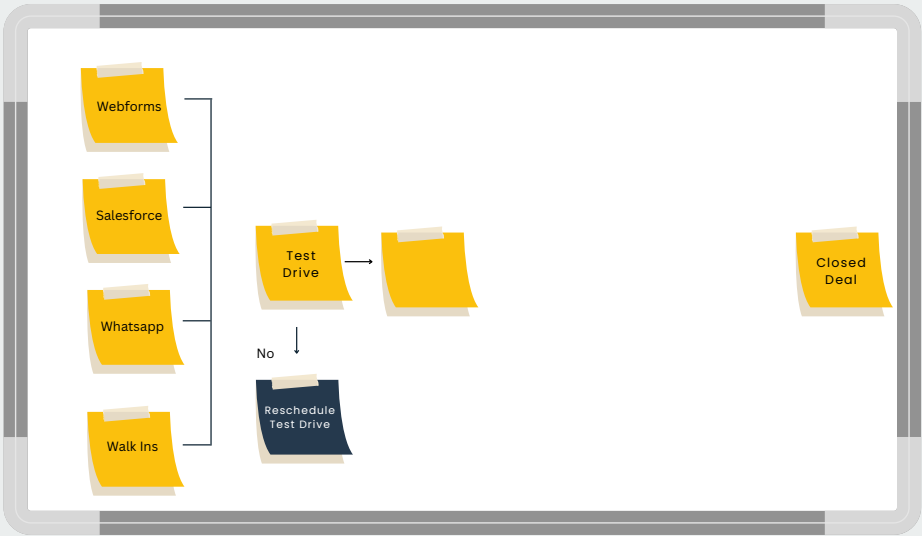 Webforms
Salesforce
Whatsapp
Walk Ins
Test
Drive
No
Reschedule
Test Drive
Closed
Deal